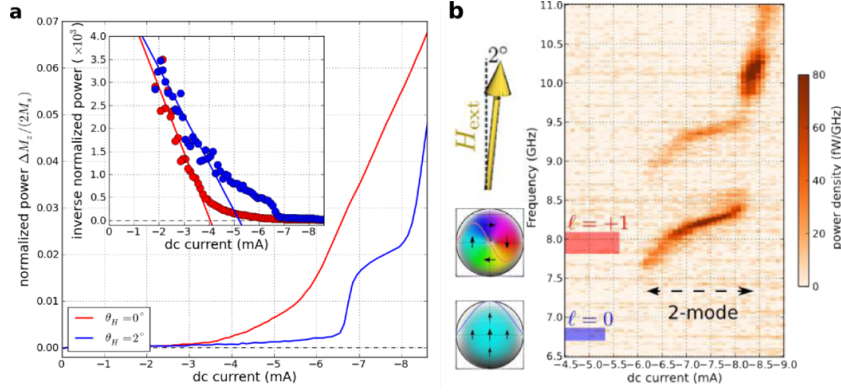 a
normalized power ΔM_z/(2M_s)
0.07
0.06
0.05
0.04
0.03
0.02
0.01
0.00
0 -1 -2 -3 -4 -5 -6 -7 -8
dc current (mA)
θ_H = 0°
θ_H = 2°
inverse normalized power (×10³)
4.0
3.5
3.0
2.5
2.0
1.5
1.0
0.5
0.0
0 -1 -2 -3 -4 -5 -6 -7 -8
dc current (mA)
b
2°
H_ext
Frequency (GHz)
11.0
10.5
10.0
9.5
9.0
8.5
8.0
7.5
7.0
6.5
ℓ = +1
ℓ = 0
2-mode
−4.5−5.0−5.5−6.0−6.5−7.0−7.5−8.0−8.5−9.0
dc current (mA)
80
60
40
20
0
power density (fW/GHz)